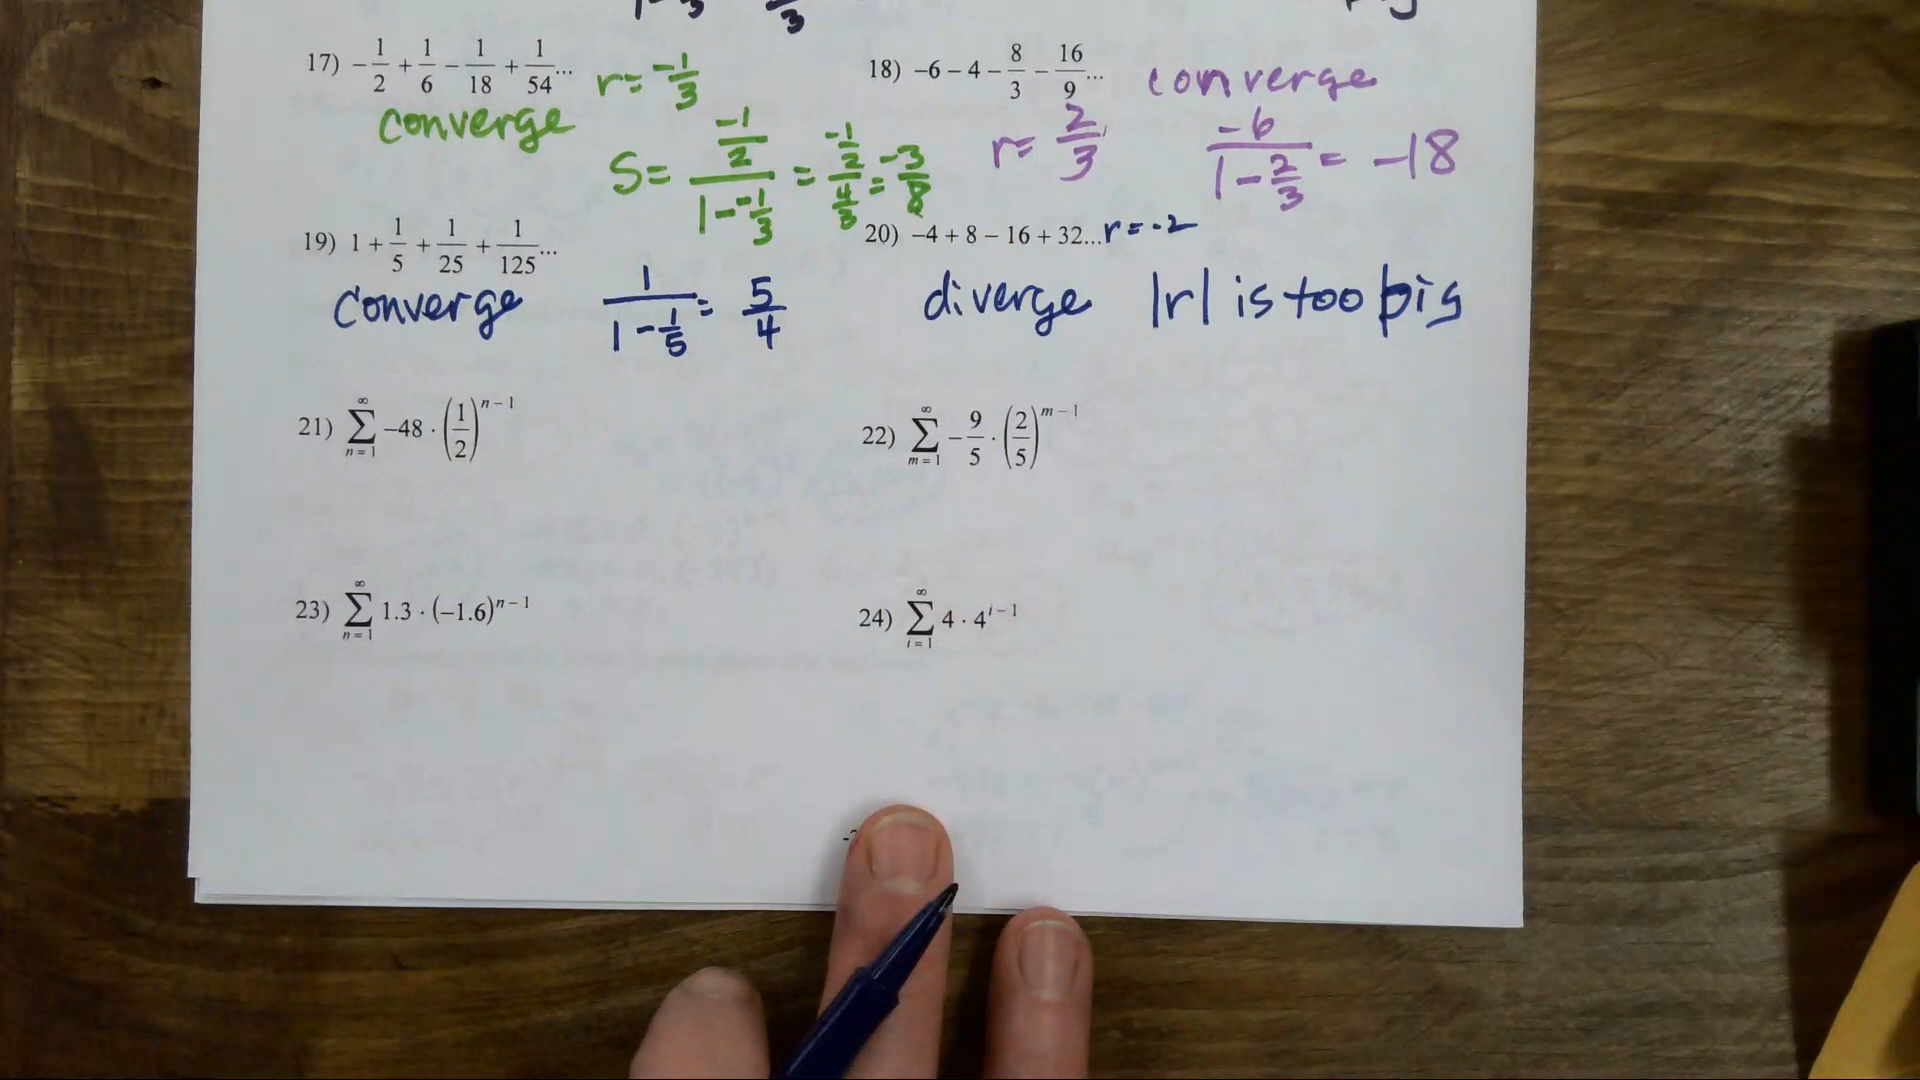 17) -1/2 + 1/6 - 1/18 + 1/54 ... r = -1/3
converge
S = (-1/2)/(1 - -1/3) = (-1/2)/(4/3) = -3/8
18) -6 - 4 - 8/3 - 16/9 ... converge
r = 2/3 -6/(1 - 2/3) = -18
19) 1 + 1/5 + 1/25 + 1/125 ...
converge 1/(1 - 1/5) = 5/4
20) -4 + 8 - 16 + 32... r = -2
diverge |r| is too big
21) ∞ ∑ n = 1 -48 · (1/2)^(n - 1)
22) ∞ ∑ m = 1 -9/5 · (2/5)^(m - 1)
23) ∞ ∑ n = 1 1.3 · (-1.6)^(n - 1)
24) ∞ ∑ i = 1 4 · 4^(i - 1)